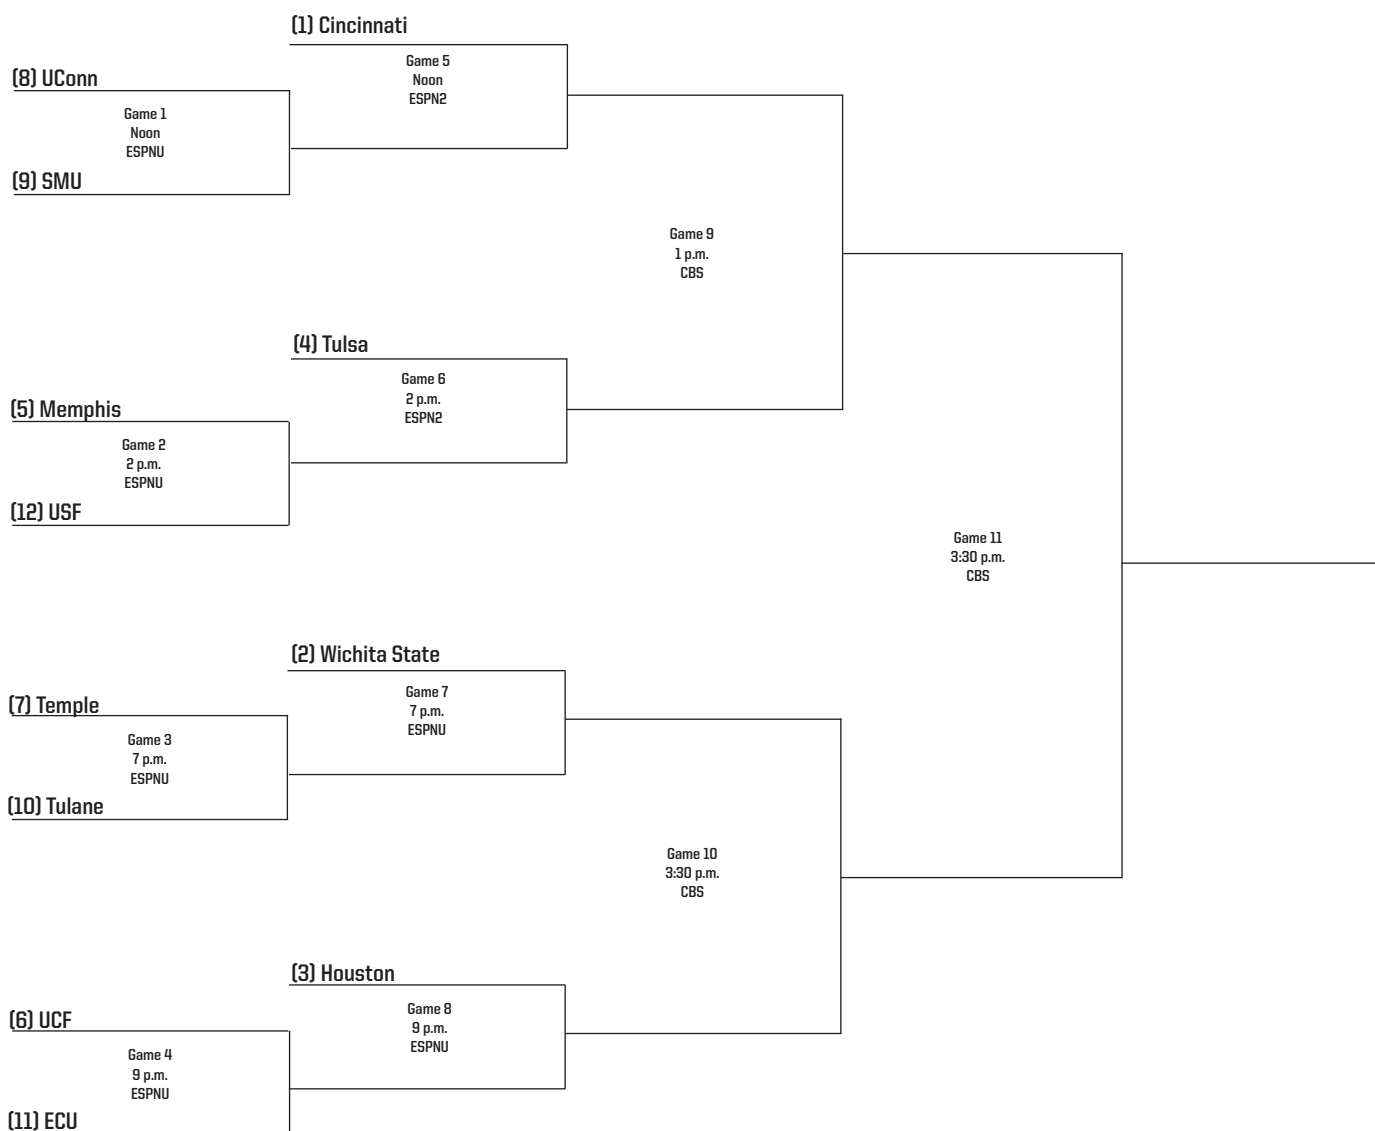 (1) Cincinnati
Game 5
Noon
ESPN2
(8) UConn
Game 1
Noon
ESPNU
(9) SMU
Game 9
1 p.m.
CBS
(4) Tulsa
Game 6
2 p.m.
ESPN2
(5) Memphis
Game 2
2 p.m.
ESPNU
(12) USF
Game 11
3:30 p.m.
CBS
(2) Wichita State
Game 7
7 p.m.
ESPNU
(7) Temple
Game 3
7 p.m.
ESPNU
(10) Tulane
Game 10
3:30 p.m.
CBS
(3) Houston
Game 8
9 p.m.
ESPNU
(6) UCF
Game 4
9 p.m.
ESPNU
(11) ECU